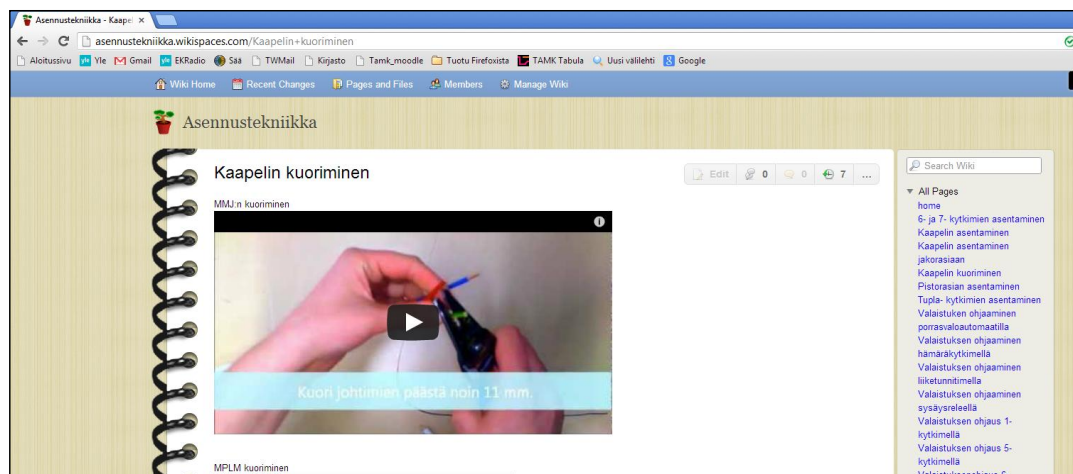 Asennustekniikka - Kaape
asennustekniikka.wikispaces.com/Kaapelin+kuoriminen
Aloitussivu Yle Gmail EKRadio Sää TWMail Kirjasto Tamk_moodle Tuotu Firefoxista TAMK Tabula Uusi välilehti Google
Wiki Home Recent Changes Pages and Files Members Manage Wiki
Asennustekniikka
Kaapelin kuoriminen
Edit 0 0 7 ...
MMJ:n kuoriminen
Kuori johtimien päästä noin 11 mm.
MPLM kuoriminen
Search Wiki
All Pages
home
6- ja 7- kytkimien asentaminen
Kaapelin asentaminen
Kaapelin asentaminen
jakorasiaan
Kaapelin kuoriminen
Pistorasian asentaminen
Tupla- kytkimien asentaminen
Valaistuken ohjaaminen
porrasvaloautomaatilla
Valaistuksen ohjaaminen
hämäräkytkimellä
Valaistuksen ohjaaminen
liiketunnitimella
Valaistuksen ohjaaminen
sysäysreleellä
Valaistuksen ohjaus 1-
kytkimellä
Valaistuksen ohjaus 5-
kytkimellä